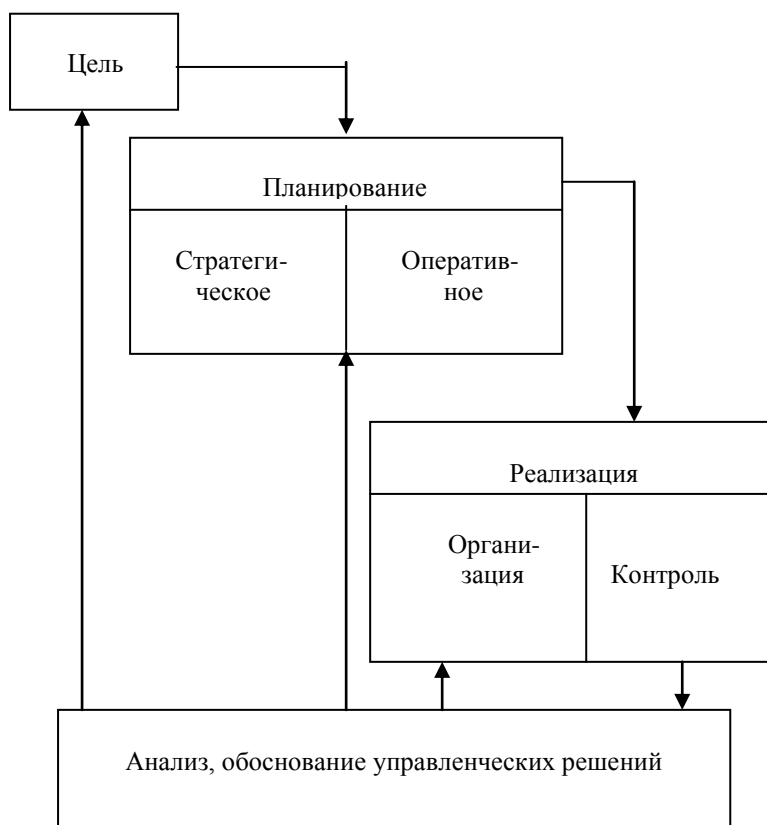 Цель
Планирование
Стратеги-
ческое
Оператив-
ное
Реализация
Органи-
зация
Контроль
Анализ, обоснование управленческих решений